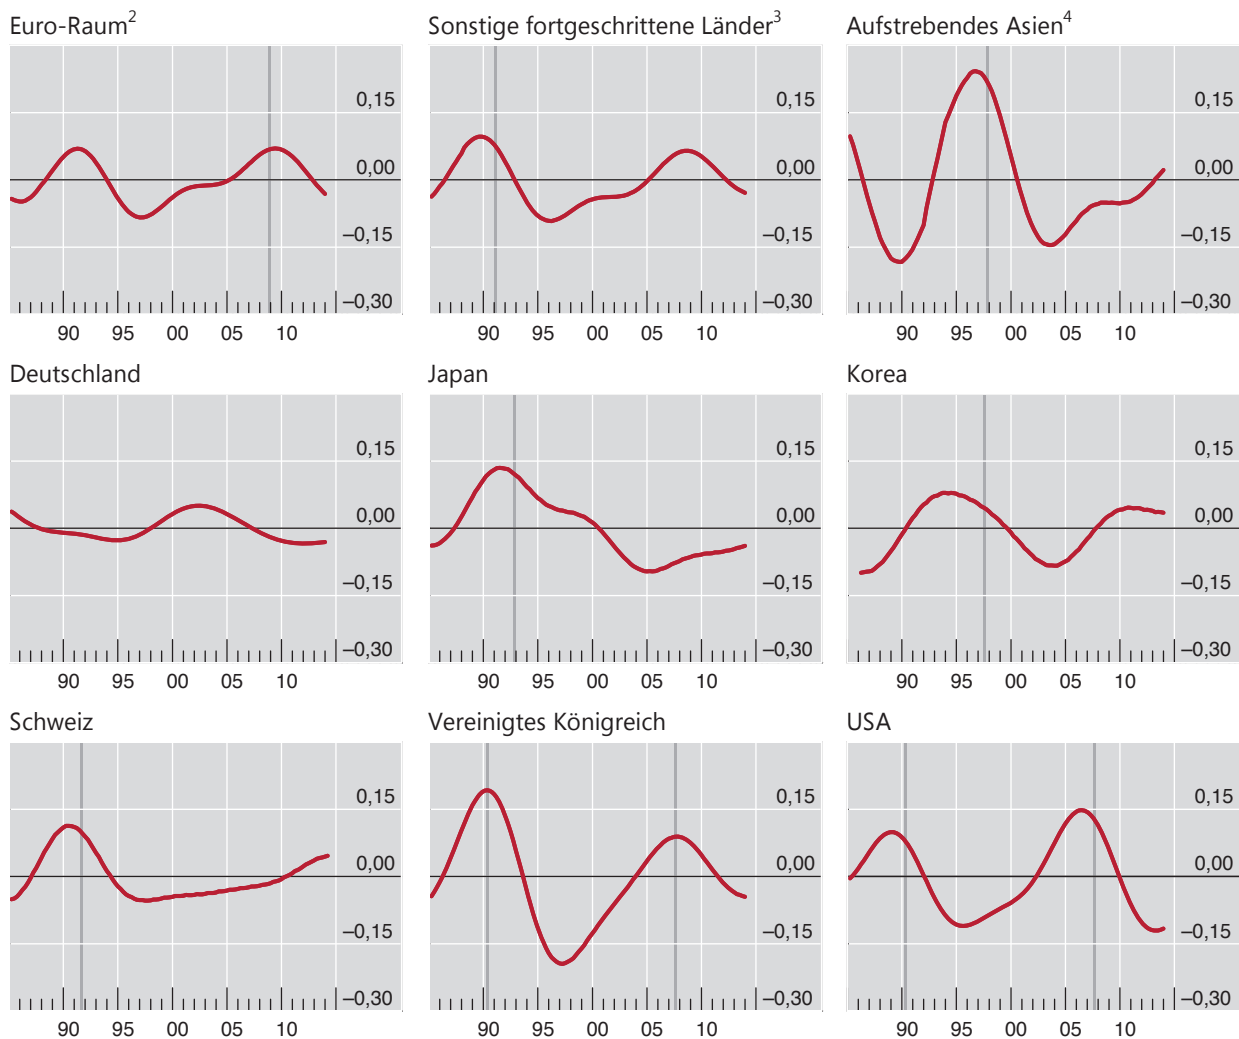 Euro-Raum2
Sonstige fortgeschrittene Länder3
Aufstrebendes Asien4
0,15
0,00
–0,15
–0,30
90 95 00 05 10
0,15
0,00
–0,15
–0,30
90 95 00 05 10
0,15
0,00
–0,15
–0,30
90 95 00 05 10
Deutschland
Japan
Korea
0,15
0,00
–0,15
–0,30
90 95 00 05 10
0,15
0,00
–0,15
–0,30
90 95 00 05 10
0,15
0,00
–0,15
–0,30
90 95 00 05 10
Schweiz
Vereinigtes Königreich
USA
0,15
0,00
–0,15
–0,30
90 95 00 05 10
0,15
0,00
–0,15
–0,30
90 95 00 05 10
0,15
0,00
–0,15
–0,30
90 95 00 05 10